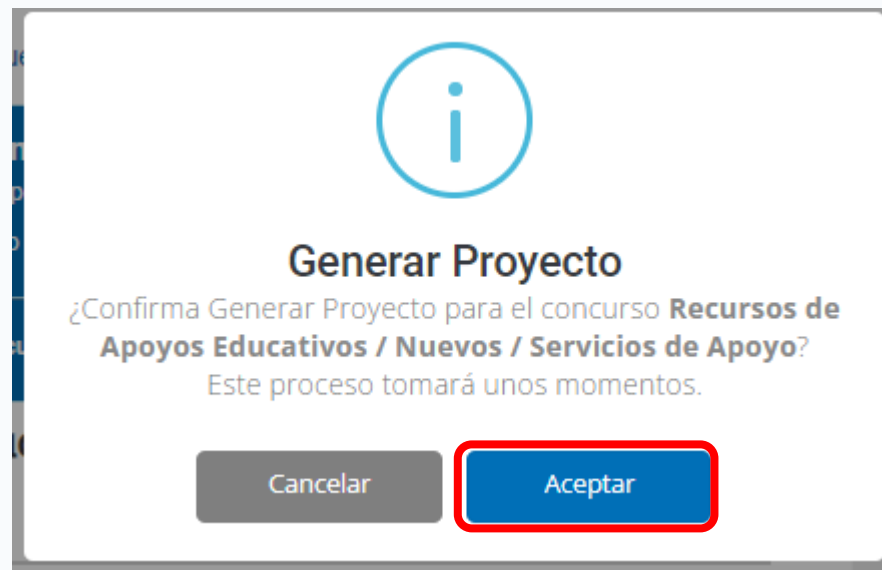 Generar Proyecto
¿Confirma Generar Proyecto para el concurso Recursos de
Apoyos Educativos / Nuevos / Servicios de Apoyo?
Este proceso tomará unos momentos.
Cancelar
Aceptar